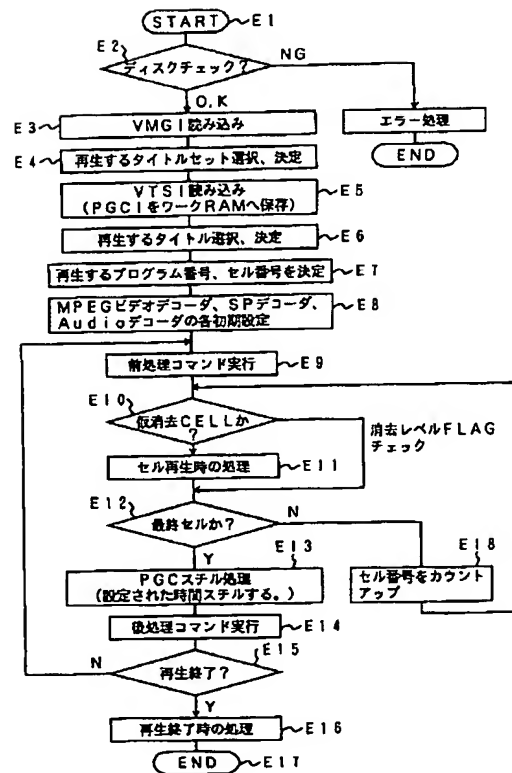 START E1
E2
ディスクチェック?
NG
O,K
E3
VMGI読み込み
エラー処理
E4
再生するタイトルセット選択、決定
END
VTSI読み込み
(PGCIをワークRAMへ保存)
E5
再生するタイトル選択、決定
E6
再生するプログラム番号、セル番号を決定
E7
MPEGビデオデコーダ、SPデコーダ、
Audioデコーダの各初期設定
E8
前処理コマンド実行
E9
E10
仮消去CELLか
?
消去レベルFLAG
チェック
セル再生時の処理
E11
E12
最終セルか?
N
Y
E13
E18
PGCスチル処理
(設定された時間スチルする。)
セル番号をカウント
アップ
後処理コマンド実行
E14
N
再生終了?
E15
Y
再生終了時の処理
E16
END E17